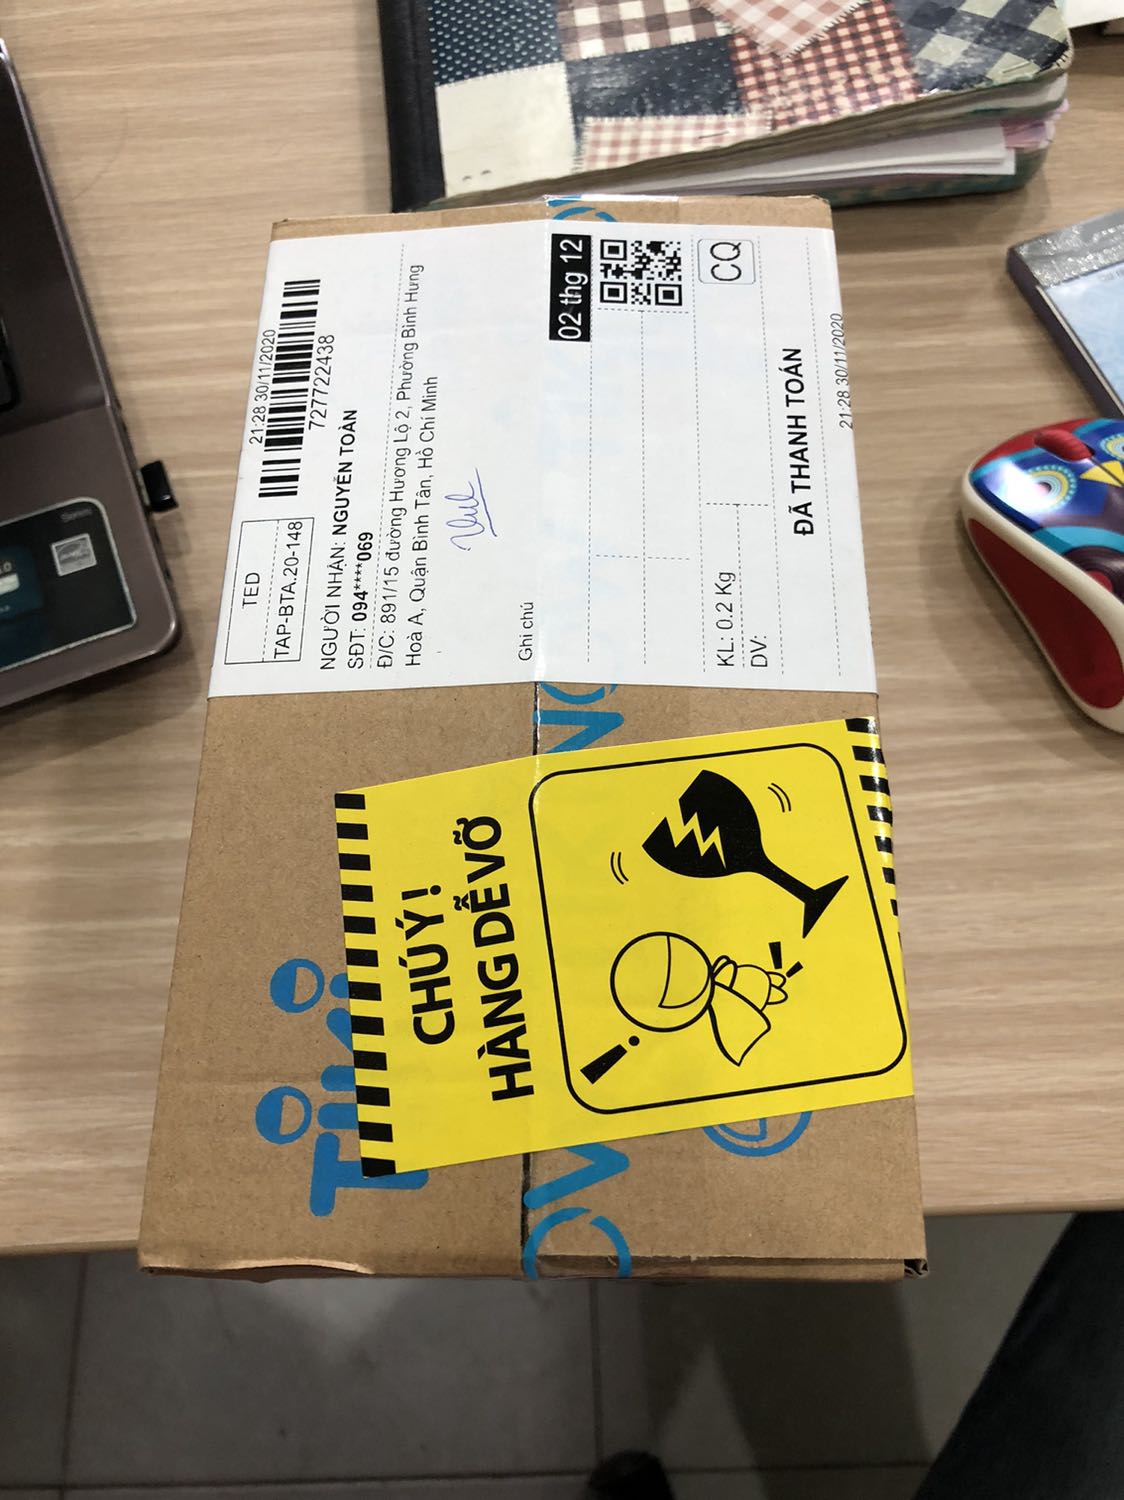 21:28 30/11/2020
727722438
TED
TAP-BTA.20-148
NGƯỜI NHẬN: NGUYỄN TOÀN
SĐT: 094****069
Đ/C: 891/15 đường Hương Lộ 2, Phường Bình Hưng
Hoà A, Quận Bình Tân, Hồ Chí Minh
Ghi chú
02 thg 12
CQ
KL: 0.2 Kg
DV:
ĐÃ THANH TOÁN
21:28 30/11/2020
CHÚ Ý !
HÀNG DỄ VỠ
Tiki